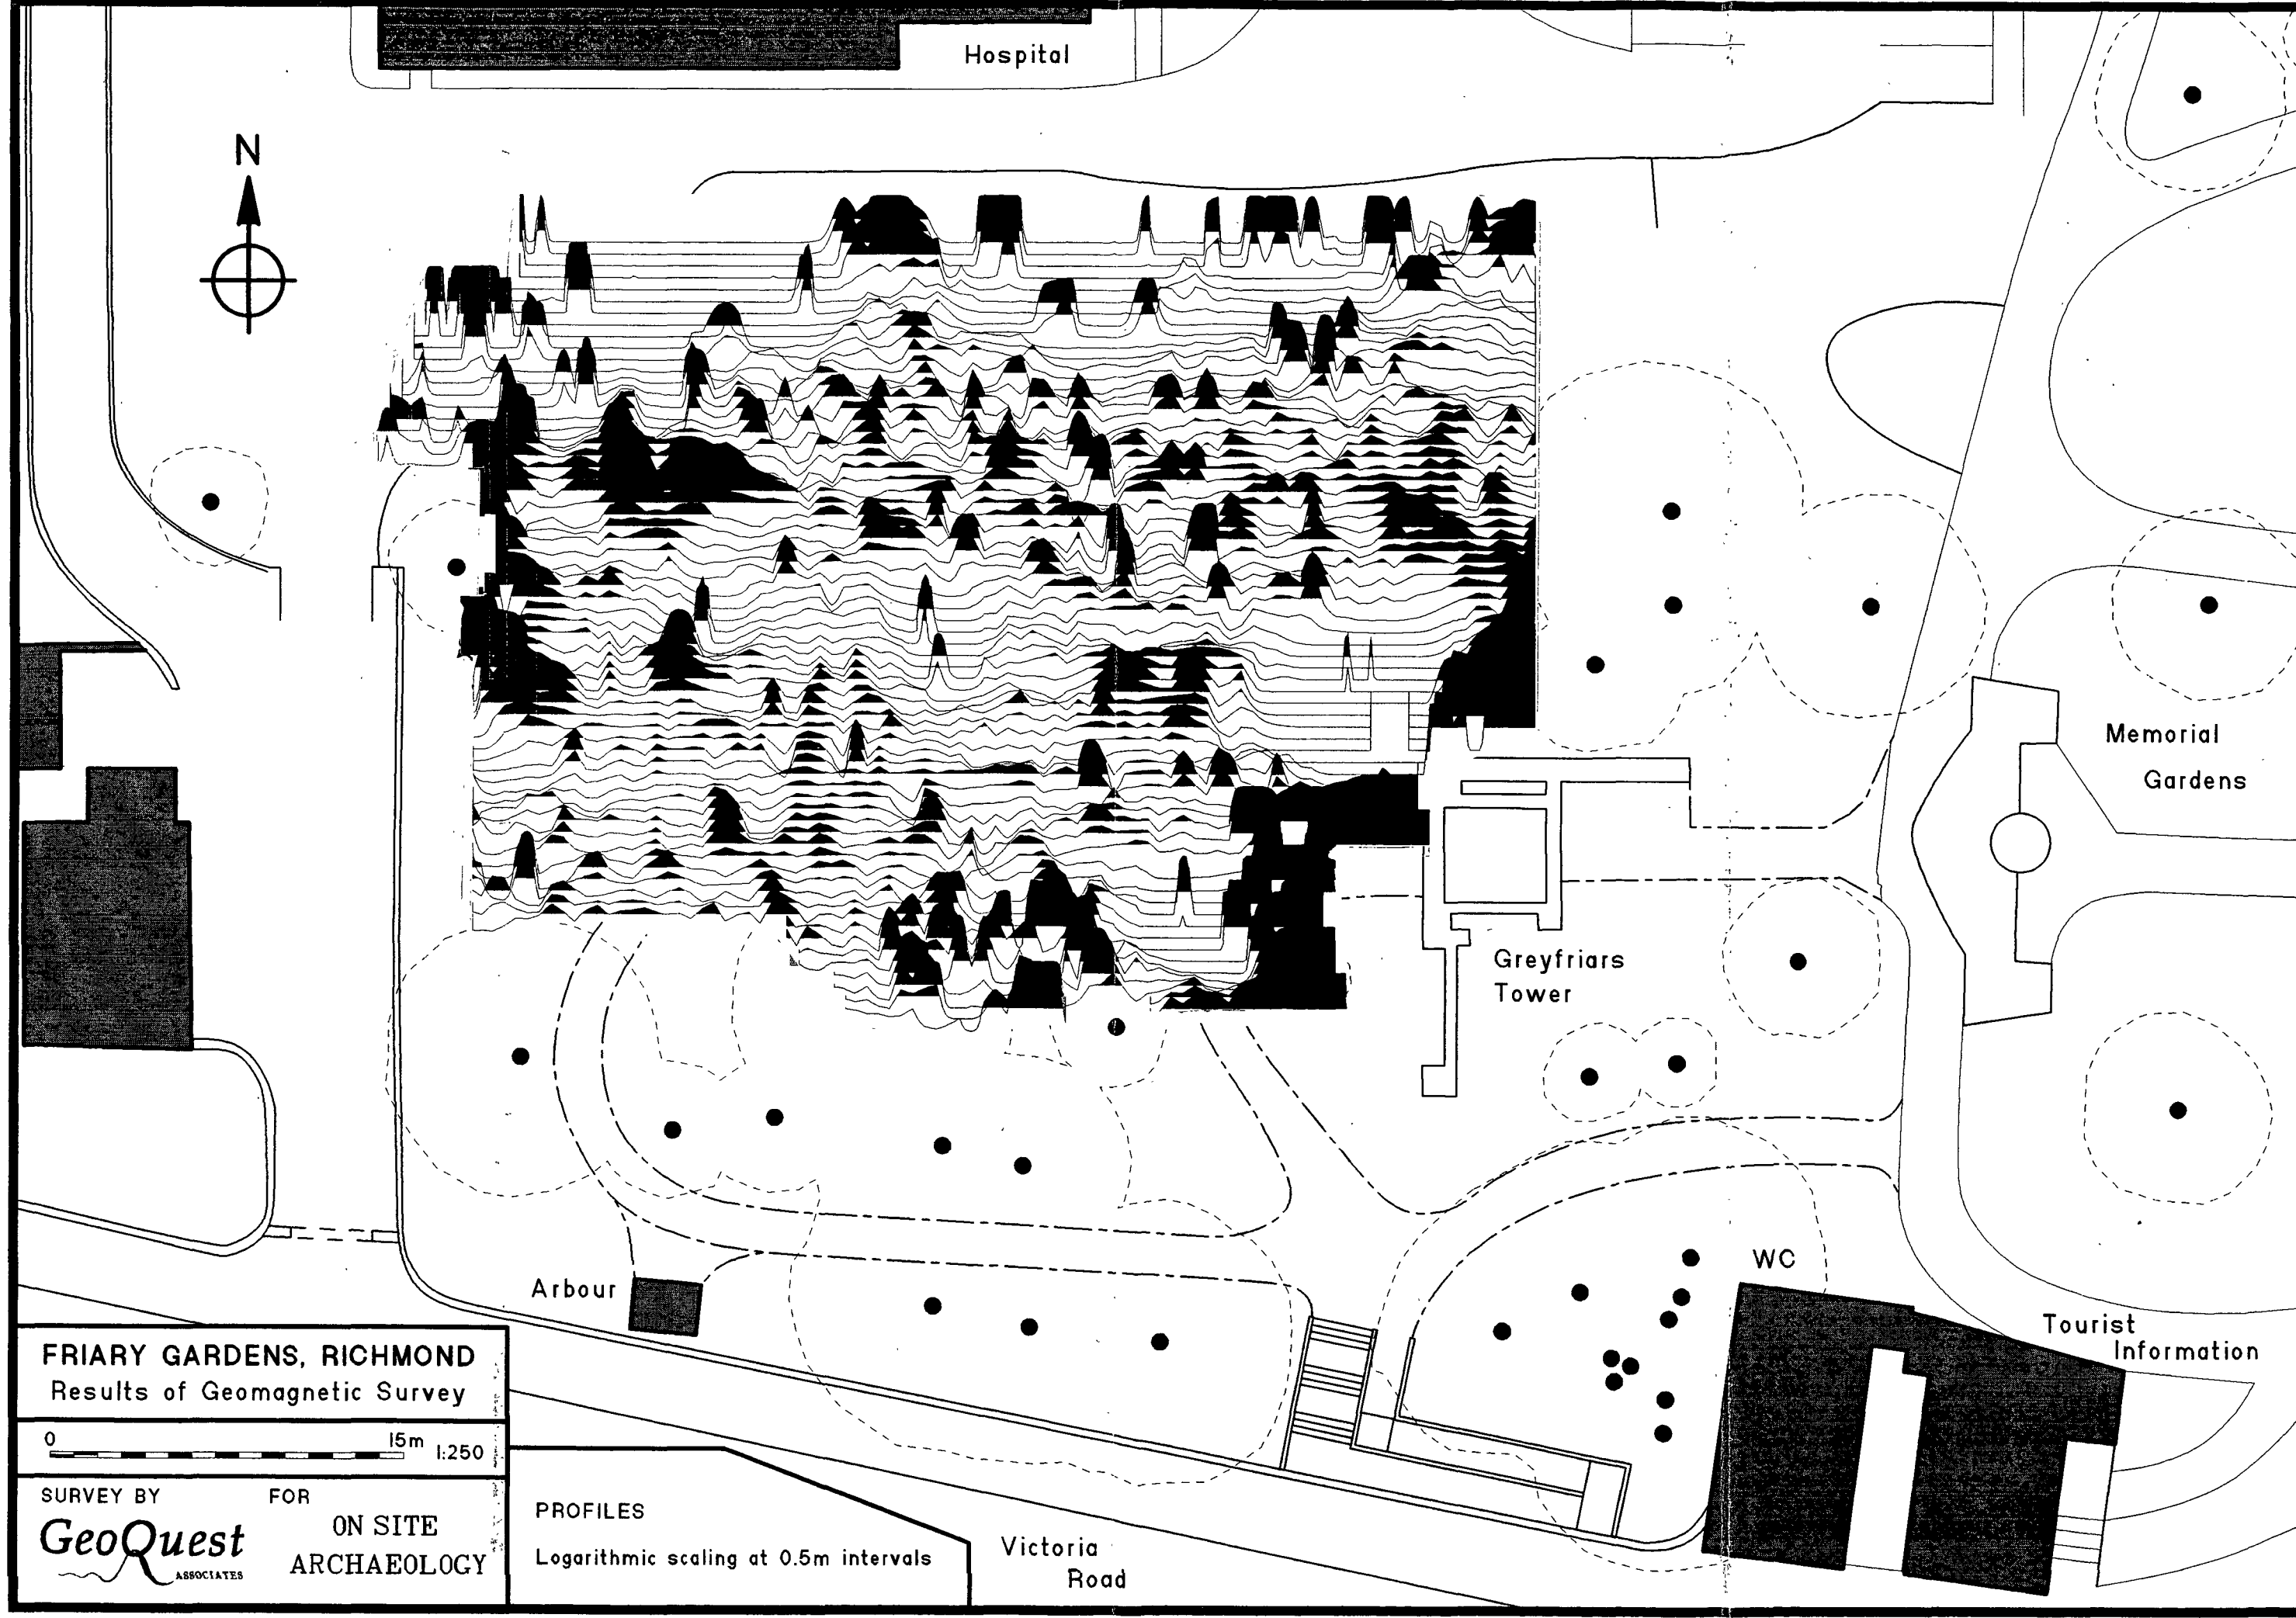 Hospital
N
Memorial
Gardens
Greyfriars
Tower
WC
Arbour
Tourist
Information
FRIARY GARDENS, RICHMOND
Results of Geomagnetic Survey
0 15m 1:250
SURVEY BY FOR
GeoQuest
ASSOCIATES
ON SITE
ARCHAEOLOGY
PROFILES
Logarithmic scaling at 0.5m intervals
Victoria
Road